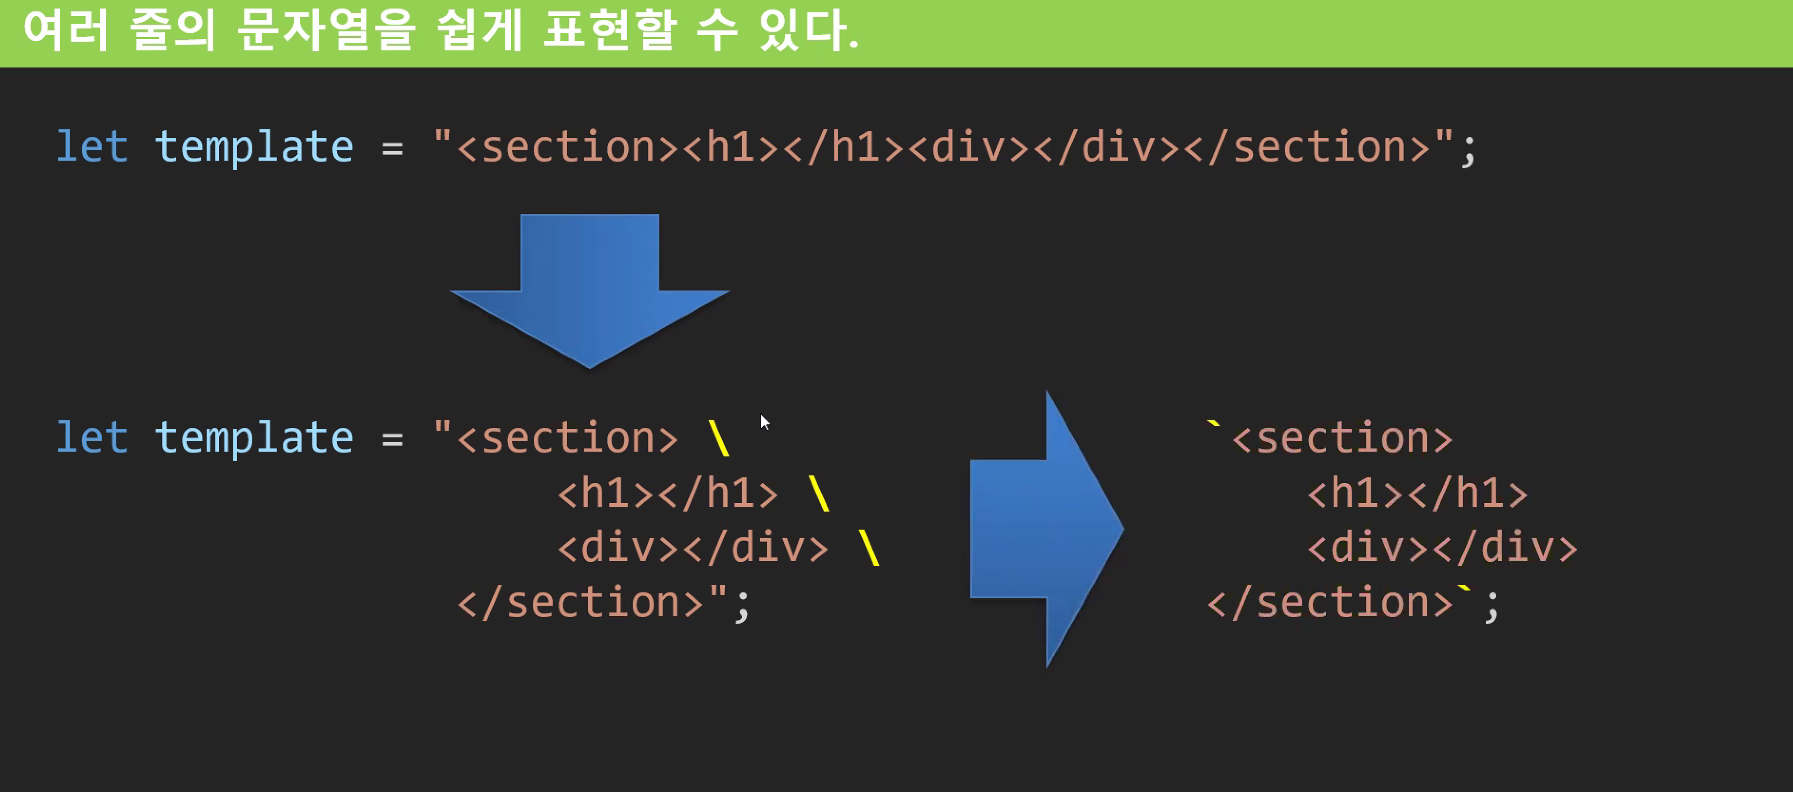 여러 줄의 문자열을 쉽게 표현할 수 있다.
let template = "<section><h1></h1><div></div></section>";
let template = "<section> \
<h1></h1> \
<div></div> \
</section>";
`<section>
<h1></h1>
<div></div>
</section>`;